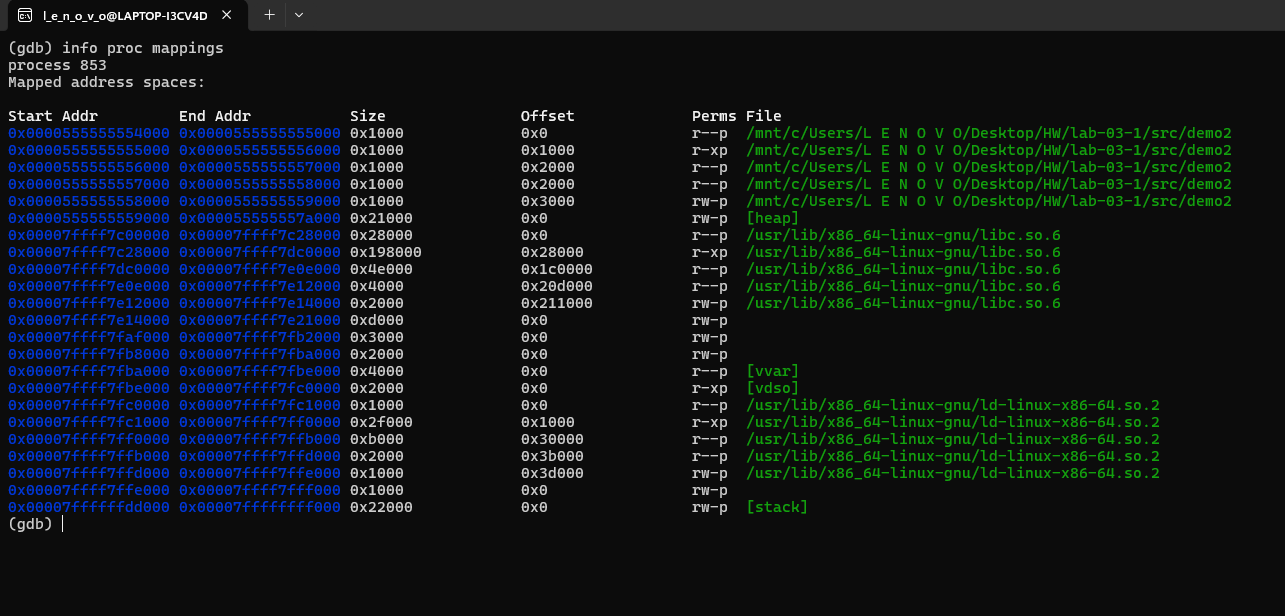 l_e_n_o_v_o@LAPTOP-I3CV4D
(gdb) info proc mappings
process 853
Mapped address spaces:
Start Addr End Addr Size Offset Perms File
0x0000555555554000 0x0000555555555000 0x1000 0x0 r--p /mnt/c/Users/L E N O V O/Desktop/HW/lab-03-1/src/demo2
0x0000555555555000 0x0000555555556000 0x1000 0x1000 r-xp /mnt/c/Users/L E N O V O/Desktop/HW/lab-03-1/src/demo2
0x0000555555556000 0x0000555555557000 0x1000 0x2000 r--p /mnt/c/Users/L E N O V O/Desktop/HW/lab-03-1/src/demo2
0x0000555555557000 0x0000555555558000 0x1000 0x2000 r--p /mnt/c/Users/L E N O V O/Desktop/HW/lab-03-1/src/demo2
0x0000555555558000 0x0000555555559000 0x1000 0x3000 rw-p /mnt/c/Users/L E N O V O/Desktop/HW/lab-03-1/src/demo2
0x0000555555559000 0x000055555557a000 0x21000 0x0 rw-p [heap]
0x00007ffff7c00000 0x00007ffff7c28000 0x28000 0x0 r--p /usr/lib/x86_64-linux-gnu/libc.so.6
0x00007ffff7c28000 0x00007ffff7dc0000 0x198000 0x28000 r-xp /usr/lib/x86_64-linux-gnu/libc.so.6
0x00007ffff7dc0000 0x00007ffff7e0e000 0x4e000 0x1c0000 r--p /usr/lib/x86_64-linux-gnu/libc.so.6
0x00007ffff7e0e000 0x00007ffff7e12000 0x4000 0x20d000 r--p /usr/lib/x86_64-linux-gnu/libc.so.6
0x00007ffff7e12000 0x00007ffff7e14000 0x2000 0x211000 rw-p /usr/lib/x86_64-linux-gnu/libc.so.6
0x00007ffff7e14000 0x00007ffff7e21000 0xd000 0x0 rw-p
0x00007ffff7faf000 0x00007ffff7fb2000 0x3000 0x0 rw-p
0x00007ffff7fb8000 0x00007ffff7fba000 0x2000 0x0 rw-p
0x00007ffff7fba000 0x00007ffff7fbe000 0x4000 0x0 r--p [vvar]
0x00007ffff7fbe000 0x00007ffff7fc0000 0x2000 0x0 r-xp [vdso]
0x00007ffff7fc0000 0x00007ffff7fc1000 0x1000 0x0 r--p /usr/lib/x86_64-linux-gnu/ld-linux-x86-64.so.2
0x00007ffff7fc1000 0x00007ffff7ff0000 0x2f000 0x1000 r-xp /usr/lib/x86_64-linux-gnu/ld-linux-x86-64.so.2
0x00007ffff7ff0000 0x00007ffff7ffb000 0xb000 0x30000 r--p /usr/lib/x86_64-linux-gnu/ld-linux-x86-64.so.2
0x00007ffff7ffb000 0x00007ffff7ffd000 0x2000 0x3b000 r--p /usr/lib/x86_64-linux-gnu/ld-linux-x86-64.so.2
0x00007ffff7ffd000 0x00007ffff7ffe000 0x1000 0x3d000 rw-p /usr/lib/x86_64-linux-gnu/ld-linux-x86-64.so.2
0x00007ffff7ffe000 0x00007ffff7fff000 0x1000 0x0 rw-p
0x00007ffffffdd000 0x00007ffffffff000 0x22000 0x0 rw-p [stack]
(gdb)